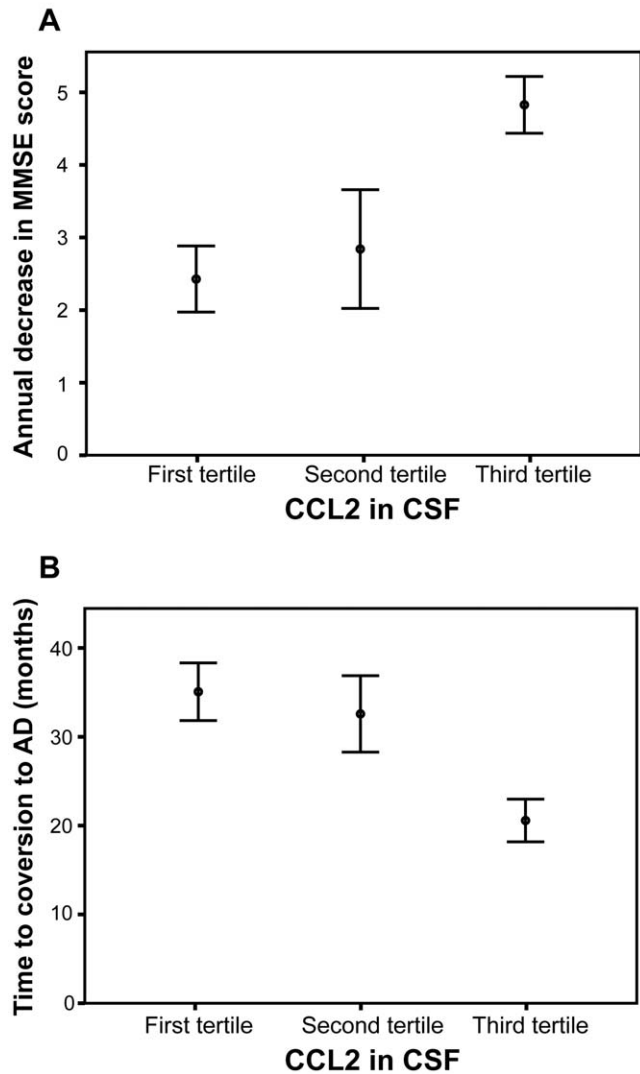 A
Annual decrease in MMSE score
5
4
3
2
1
0
First tertile Second tertile Third tertile
CCL2 in CSF
B
Time to coversion to AD (months)
40
30
20
10
0
First tertile Second tertile Third tertile
CCL2 in CSF